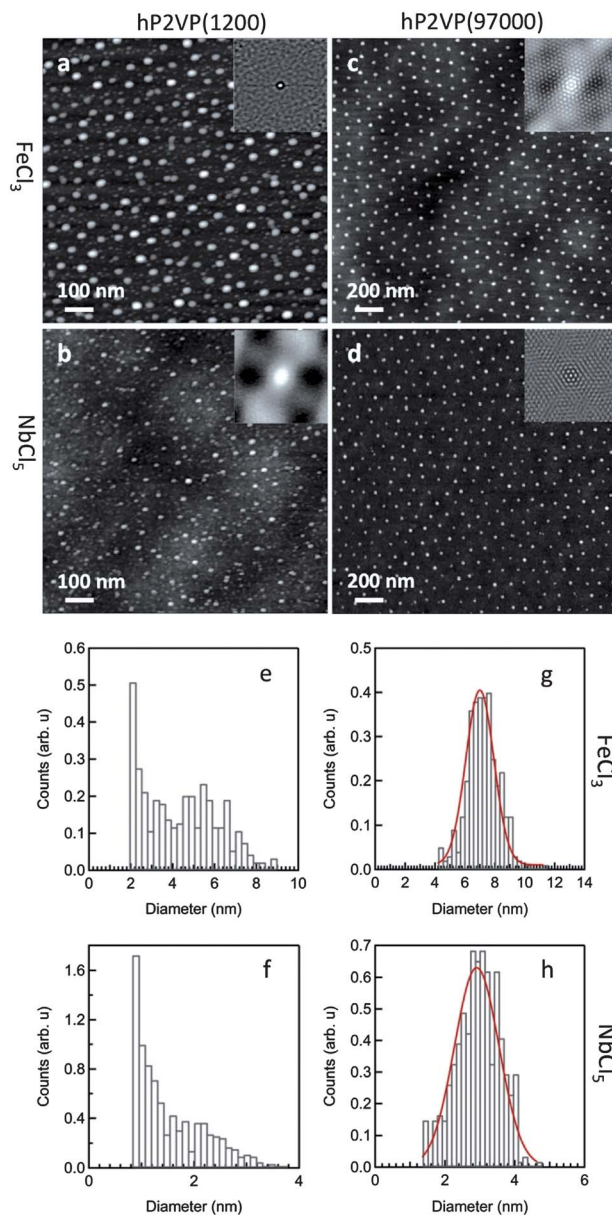 hP2VP(1200) hP2VP(97000)
a c
FeCl₃
100 nm 200 nm
b d
NbCl₅
100 nm 200 nm
0.6 0.5
e g
0.5 0.4
0.4 0.3
0.3
0.2 0.2
0.1 0.1
0.0 0.0
Counts (arb. u) Counts (arb. u)
FeCl₃
0 2 4 6 8 10 0 2 4 6 8 10 12 14
Diameter (nm) Diameter (nm)
f h
1.6 0.7
0.6
1.2 0.5
0.4
0.8 0.3
0.4 0.2
0.1
0.0 0.0
Counts (arb. u) Counts (arb. u)
NbCl₅
0 2 4 0 2 4 6
Diameter (nm) Diameter (nm)